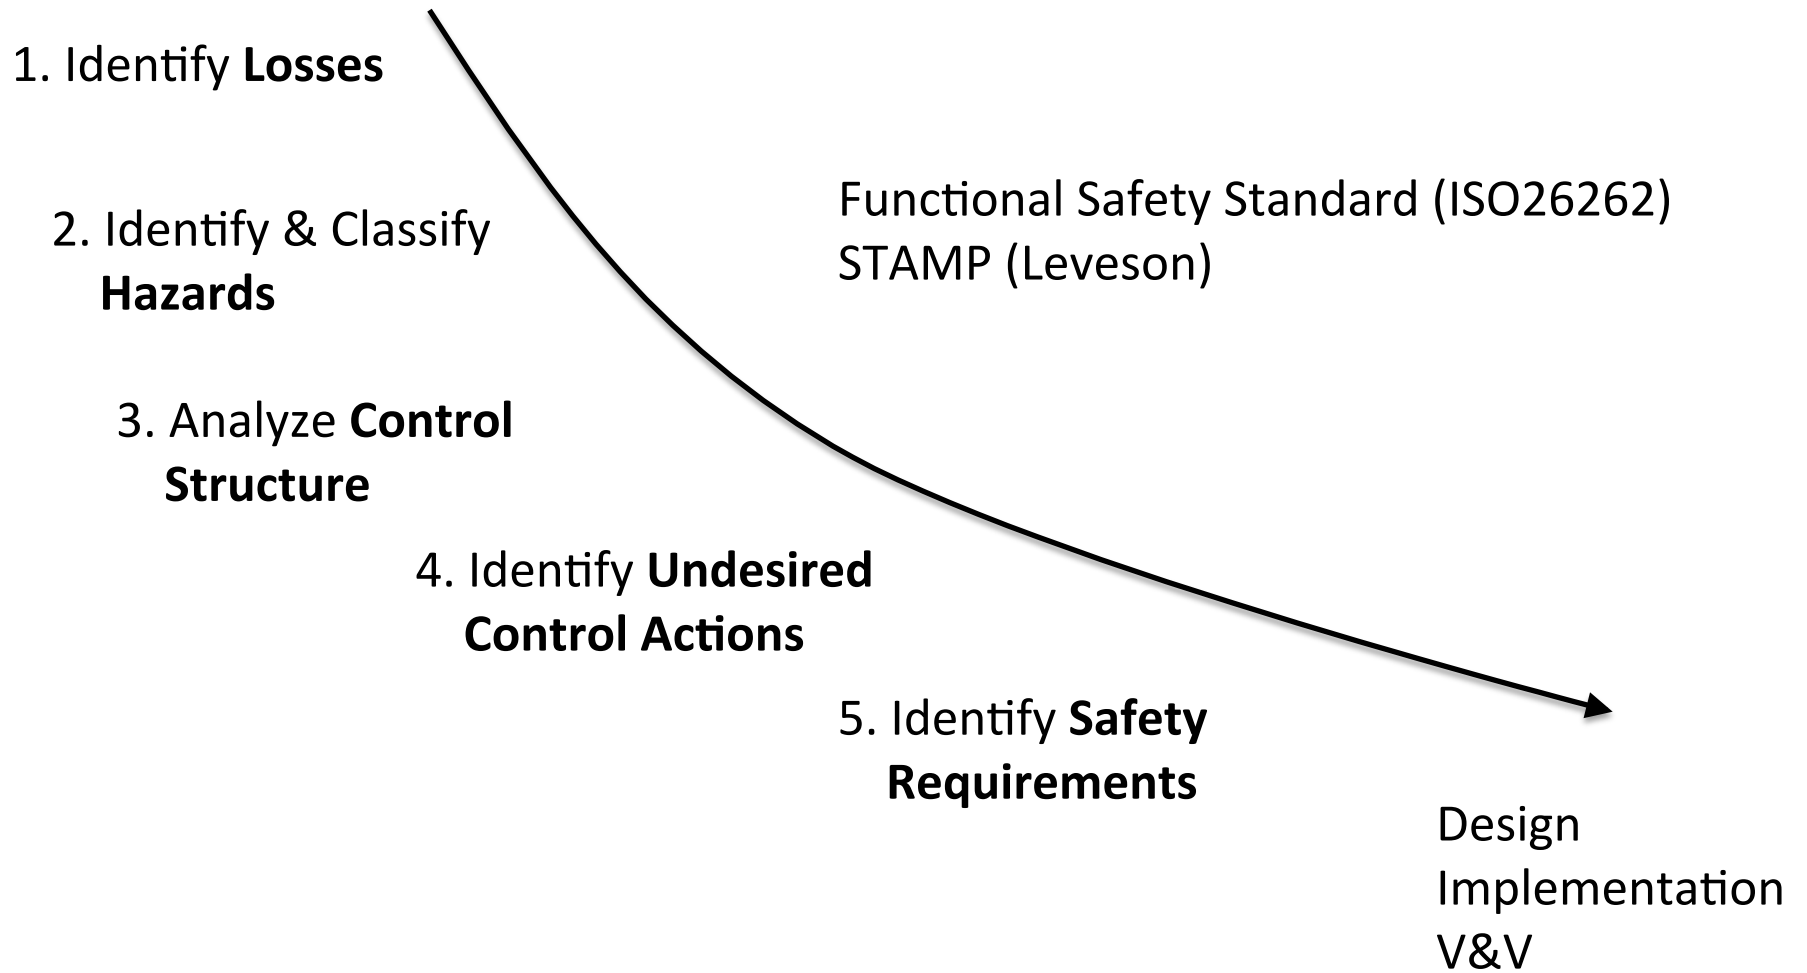 1. Identify Losses
2. Identify & Classify
Hazards
Functional Safety Standard (ISO26262)
STAMP (Leveson)
3. Analyze Control
Structure
4. Identify Undesired
Control Actions
5. Identify Safety
Requirements
Design
Implementation
V&V